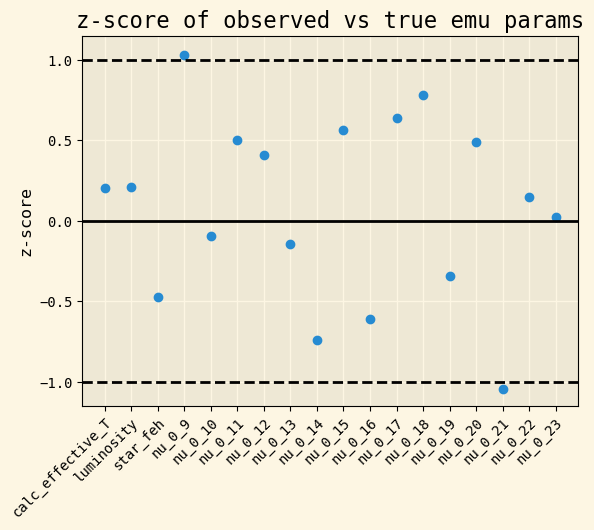 z-score of observed vs true emu params
z-score
1.0
0.5
0.0
−0.5
−1.0
calc_effective_T
luminosity
star_feh
nu_0_9
nu_0_10
nu_0_11
nu_0_12
nu_0_13
nu_0_14
nu_0_15
nu_0_16
nu_0_17
nu_0_18
nu_0_19
nu_0_20
nu_0_21
nu_0_22
nu_0_23